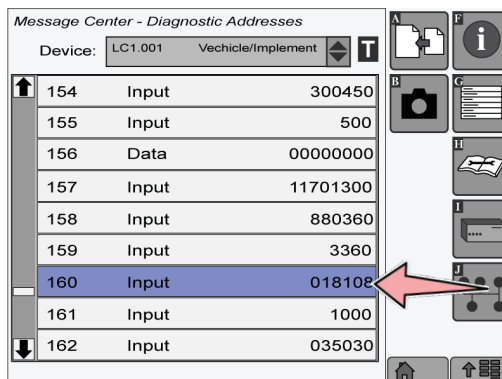 Message Center - Diagnostic Addresses
Device: LC1.001 Vechicle/Implement T
154 Input 300450
155 Input 500
156 Data 00000000
157 Input 11701300
158 Input 880360
159 Input 3360
160 Input 018108
161 Input 1000
162 Input 035030
A F
i
B G
H
I
J